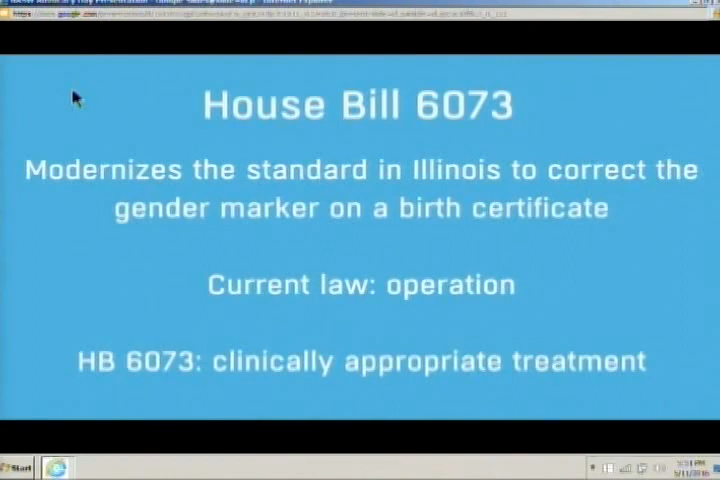 House Bill 6073
Modernizes the standard in Illinois to correct the
gender marker on a birth certificate
Current law: operation
HB 6073: clinically appropriate treatment
Start